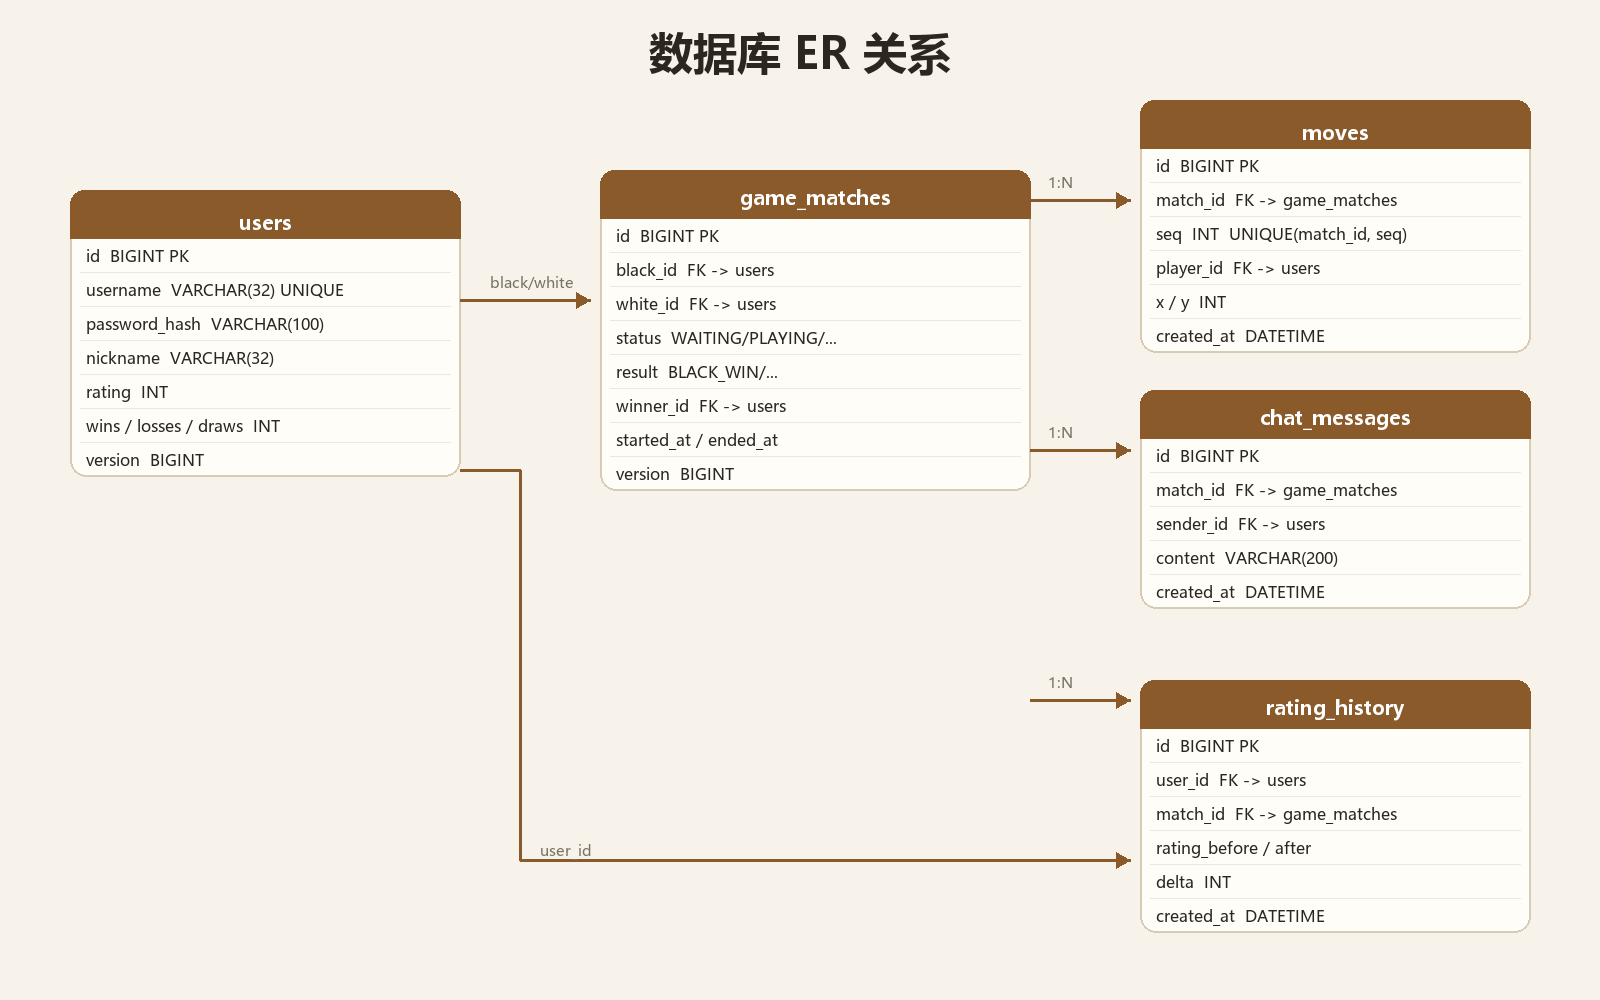 数据库 ER 关系
users
id BIGINT PK
username VARCHAR(32) UNIQUE
password_hash VARCHAR(100)
nickname VARCHAR(32)
rating INT
wins / losses / draws INT
version BIGINT
black/white
game_matches
id BIGINT PK
black_id FK -> users
white_id FK -> users
status WAITING/PLAYING/...
result BLACK_WIN/...
winner_id FK -> users
started_at / ended_at
version BIGINT
1:N
moves
id BIGINT PK
match_id FK -> game_matches
seq INT UNIQUE(match_id, seq)
player_id FK -> users
x / y INT
created_at DATETIME
1:N
chat_messages
id BIGINT PK
match_id FK -> game_matches
sender_id FK -> users
content VARCHAR(200)
created_at DATETIME
1:N
rating_history
id BIGINT PK
user_id FK -> users
match_id FK -> game_matches
rating_before / after
delta INT
created_at DATETIME
user_id